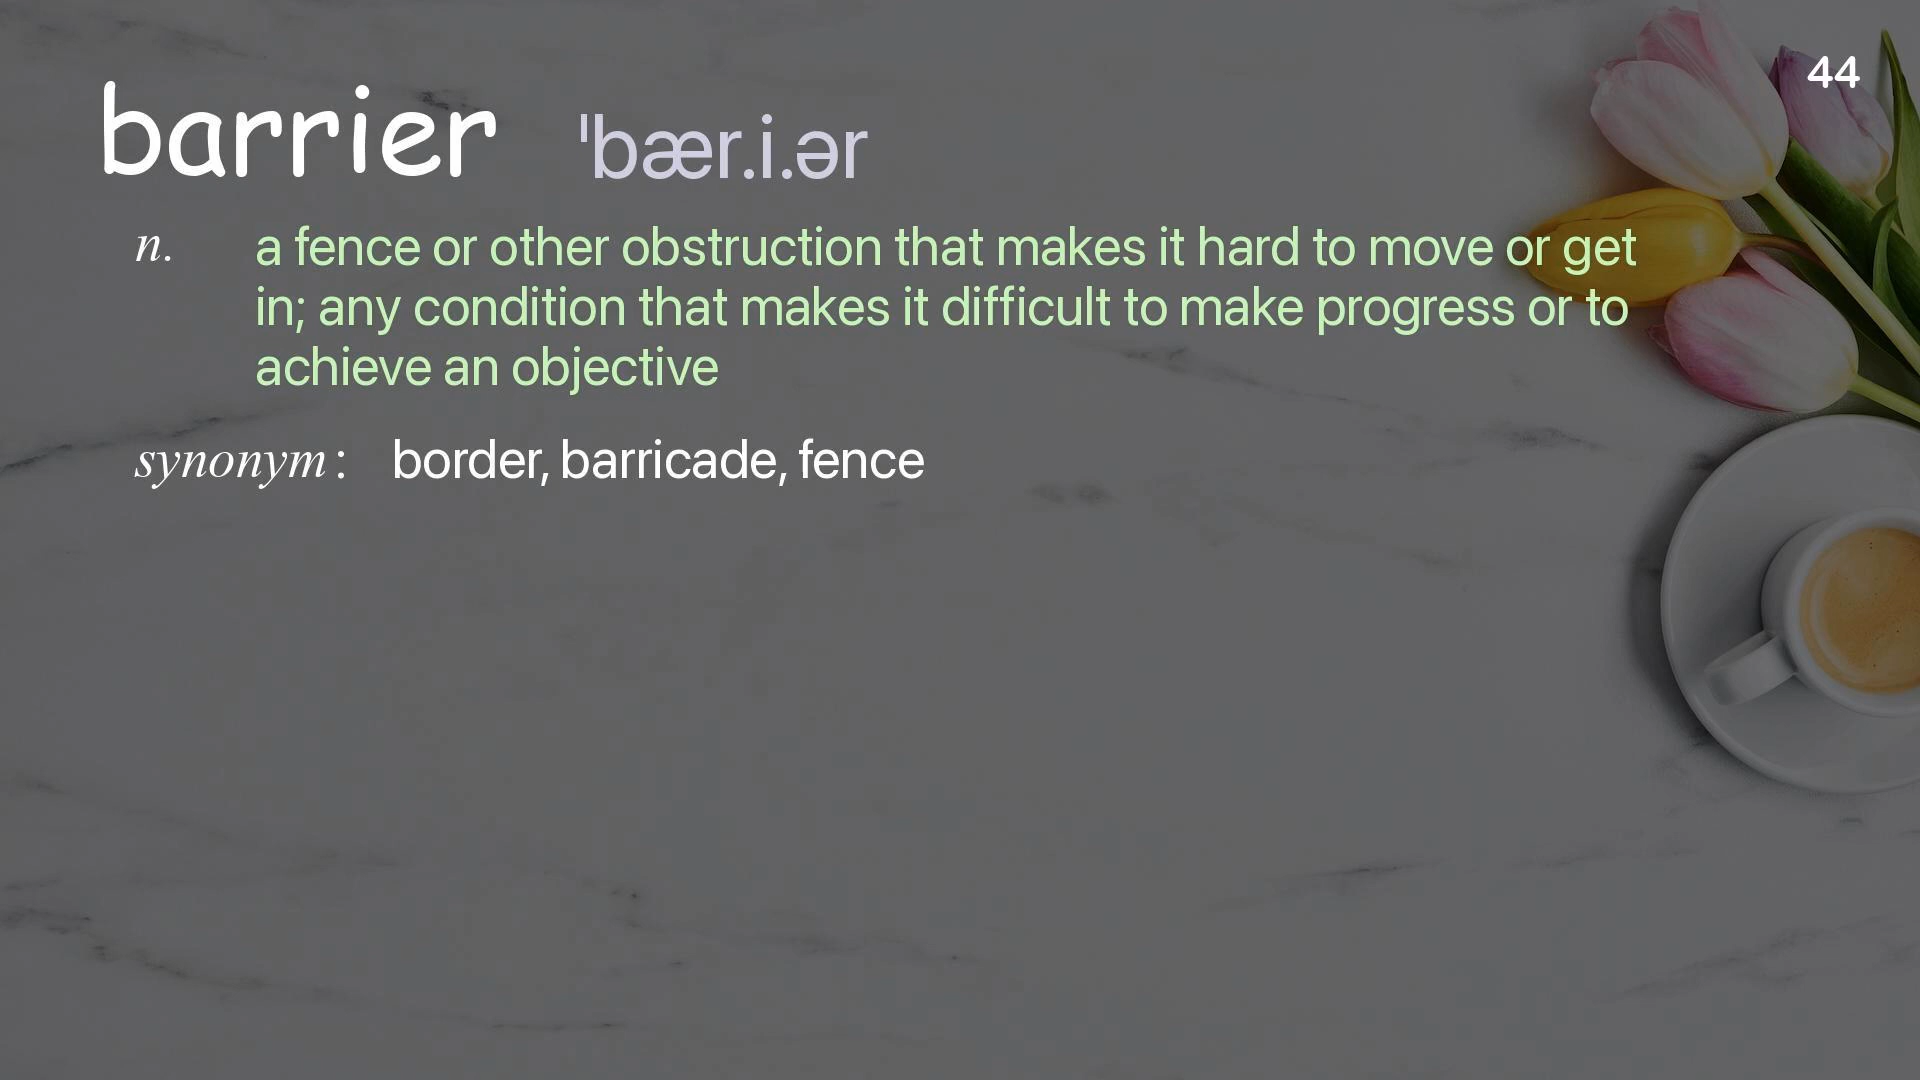 44
barrier ˈbær.i.ər
n. a fence or other obstruction that makes it hard to move or get
in; any condition that makes it difficult to make progress or to
achieve an objective
synonym: border, barricade, fence